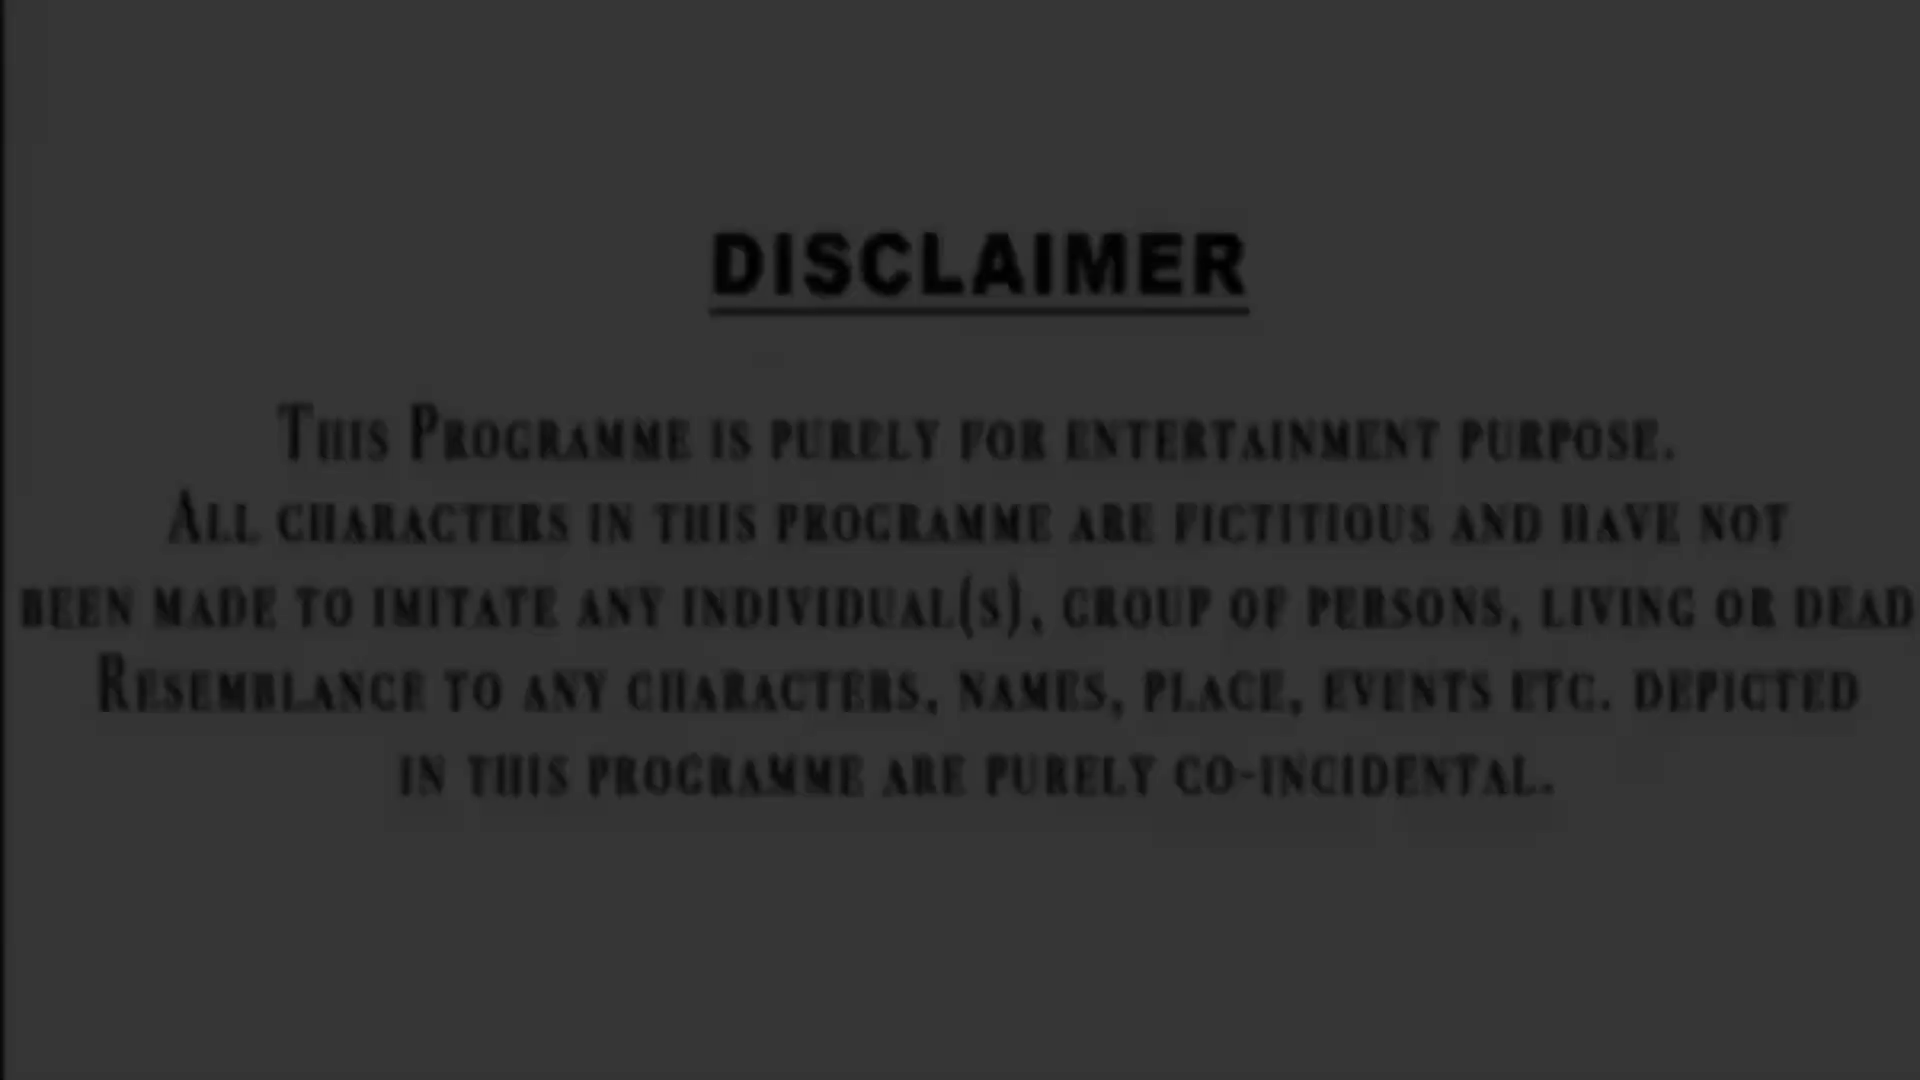 DISCLAIMER
This Programme is purely for entertainment purpose.
All characters in this programme are fictitious and have not
been made to imitate any individual(s), group of persons, living or dead
Resemblance to any characters, names, place, events etc. depicted
in this programme are purely co-incidental.